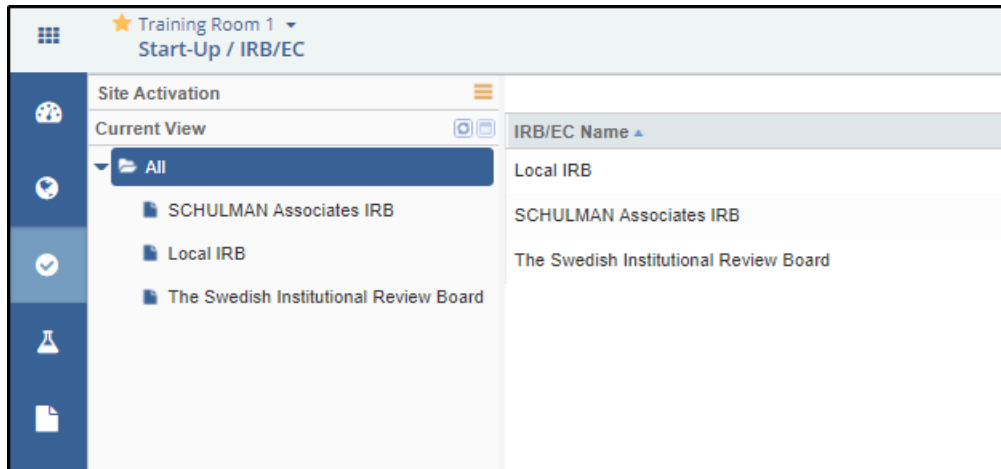 Training Room 1
Start-Up / IRB/EC
Site Activation
Current View
All
SCHULMAN Associates IRB
Local IRB
The Swedish Institutional Review Board
IRB/EC Name
Local IRB
SCHULMAN Associates IRB
The Swedish Institutional Review Board